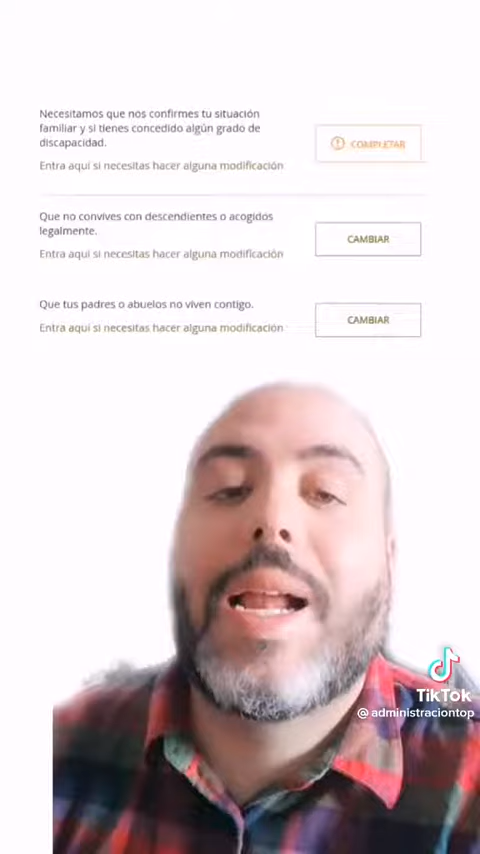 Necesitamos que nos confirmes tu situación
familiar y si tienes concedido algún grado de
discapacidad.
COMPLETAR
Entra aquí si necesitas hacer alguna modificación
Que no convives con descendientes o acogidos
legalmente.
CAMBIAR
Entra aquí si necesitas hacer alguna modificación
Que tus padres o abuelos no viven contigo.
CAMBIAR
Entra aquí si necesitas hacer alguna modificación
TikTok
@administraciontop